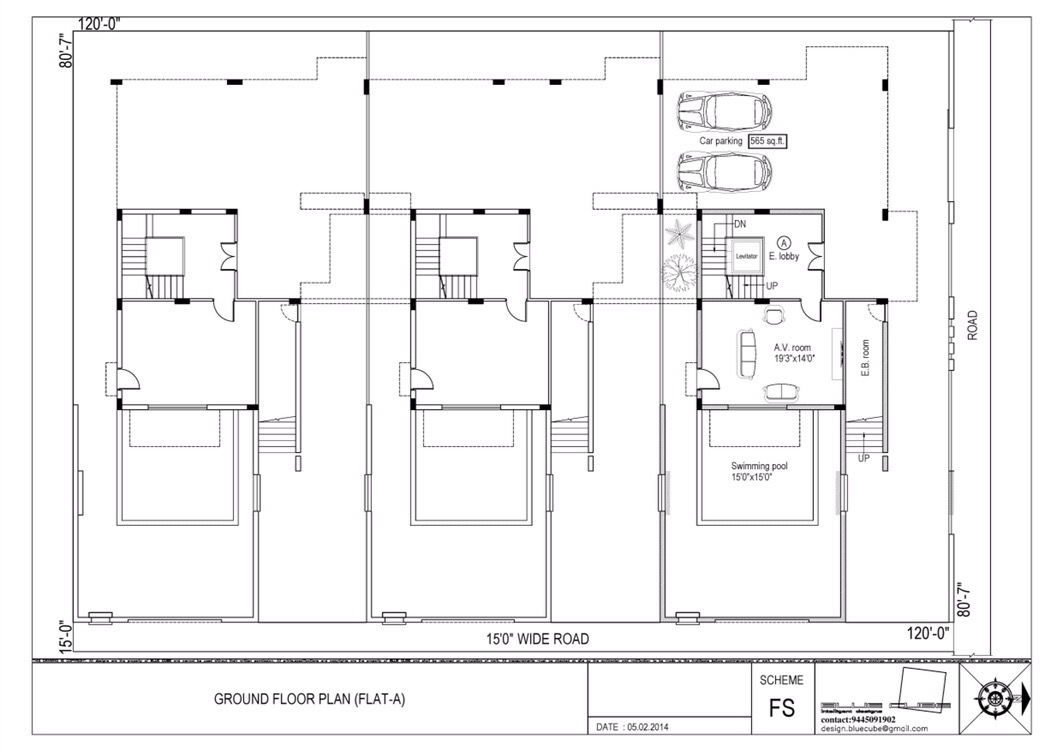 120'-0"
80'-7"
Car parking 565 sq.ft.
DN
A
Levitator
E. lobby
UP
ROAD
A.V. room
19'3"x14'0"
E.B. room
UP
Swimming pool
15'0"x15'0"
80'-7"
15'-0"
15'0" WIDE ROAD
120'-0"
GROUND FLOOR PLAN (FLAT-A)
DATE : 05.02.2014
SCHEME
FS
intelligent designs
contact:9445091902
design.bluecube@gmail.com